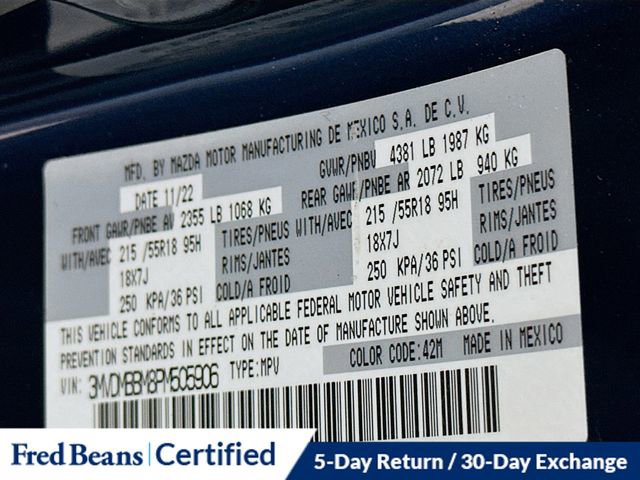 MFD. BY MAZDA MOTOR MANUFACTURING DE MEXICO S.A. DE C.V.
DATE 11/22 GVWR/PNBV 4381 LB 1987 KG
FRONT GAWR/PNBE AV 2355 LB 1068 KG REAR GAWR/PNBE AR 2072 LB 940 KG
WITH/AVEC 215 /55R18 95H TIRES/PNEUS WITH/AVEC 215 /55R18 95H TIRES/PNEUS
18X7J RIMS/JANTES 18X7J RIMS/JANTES
250 KPA/36 PSI COLD/A FROID 250 KPA/36 PSI COLD/A FROID
THIS VEHICLE CONFORMS TO ALL APPLICABLE FEDERAL MOTOR VEHICLE SAFETY AND THEFT
PREVENTION STANDARDS IN EFFECT ON THE DATE OF MANUFACTURE SHOWN ABOVE.
COLOR CODE:42M MADE IN MEXICO
VIN: 3MVDMBBM8PM505906 TYPE:MPV
Fred Beans Certified
5-Day Return / 30-Day Exchange